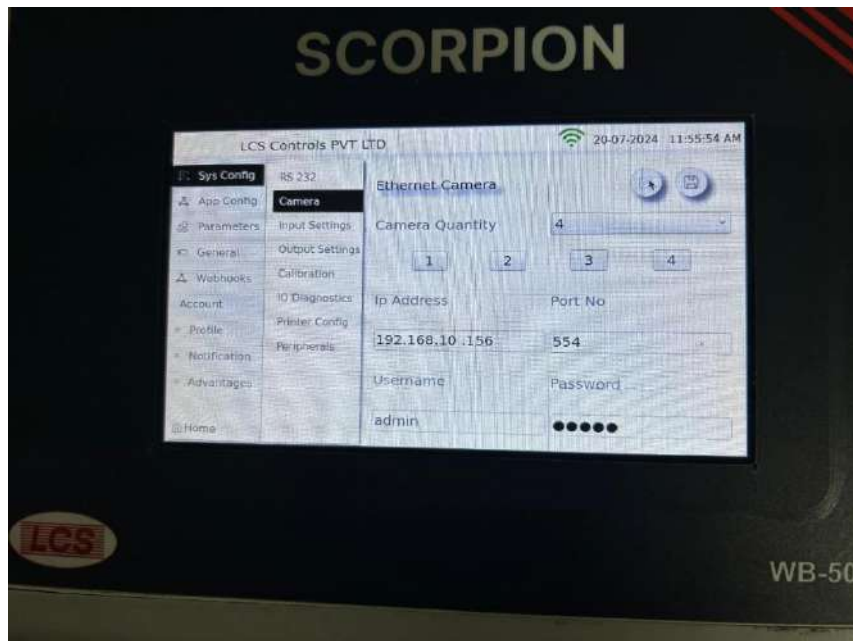 SCORPION
LCS Controls PVT LTD
20-07-2024 11:55:54 AM
Sys Config
App Config
Parameters
General
Webhooks
Account
Profile
Notification
Advantages
Home
RS 232
Camera
Input Settings
Output Settings
Calibration
IO Diagnostics
Printer Config
Peripherals
Ethernet Camera
Camera Quantity 4
1 2 3 4
Ip Address Port No
192.168.10 .156 554
Username Password
admin ●●●●●
LCS
WB-50